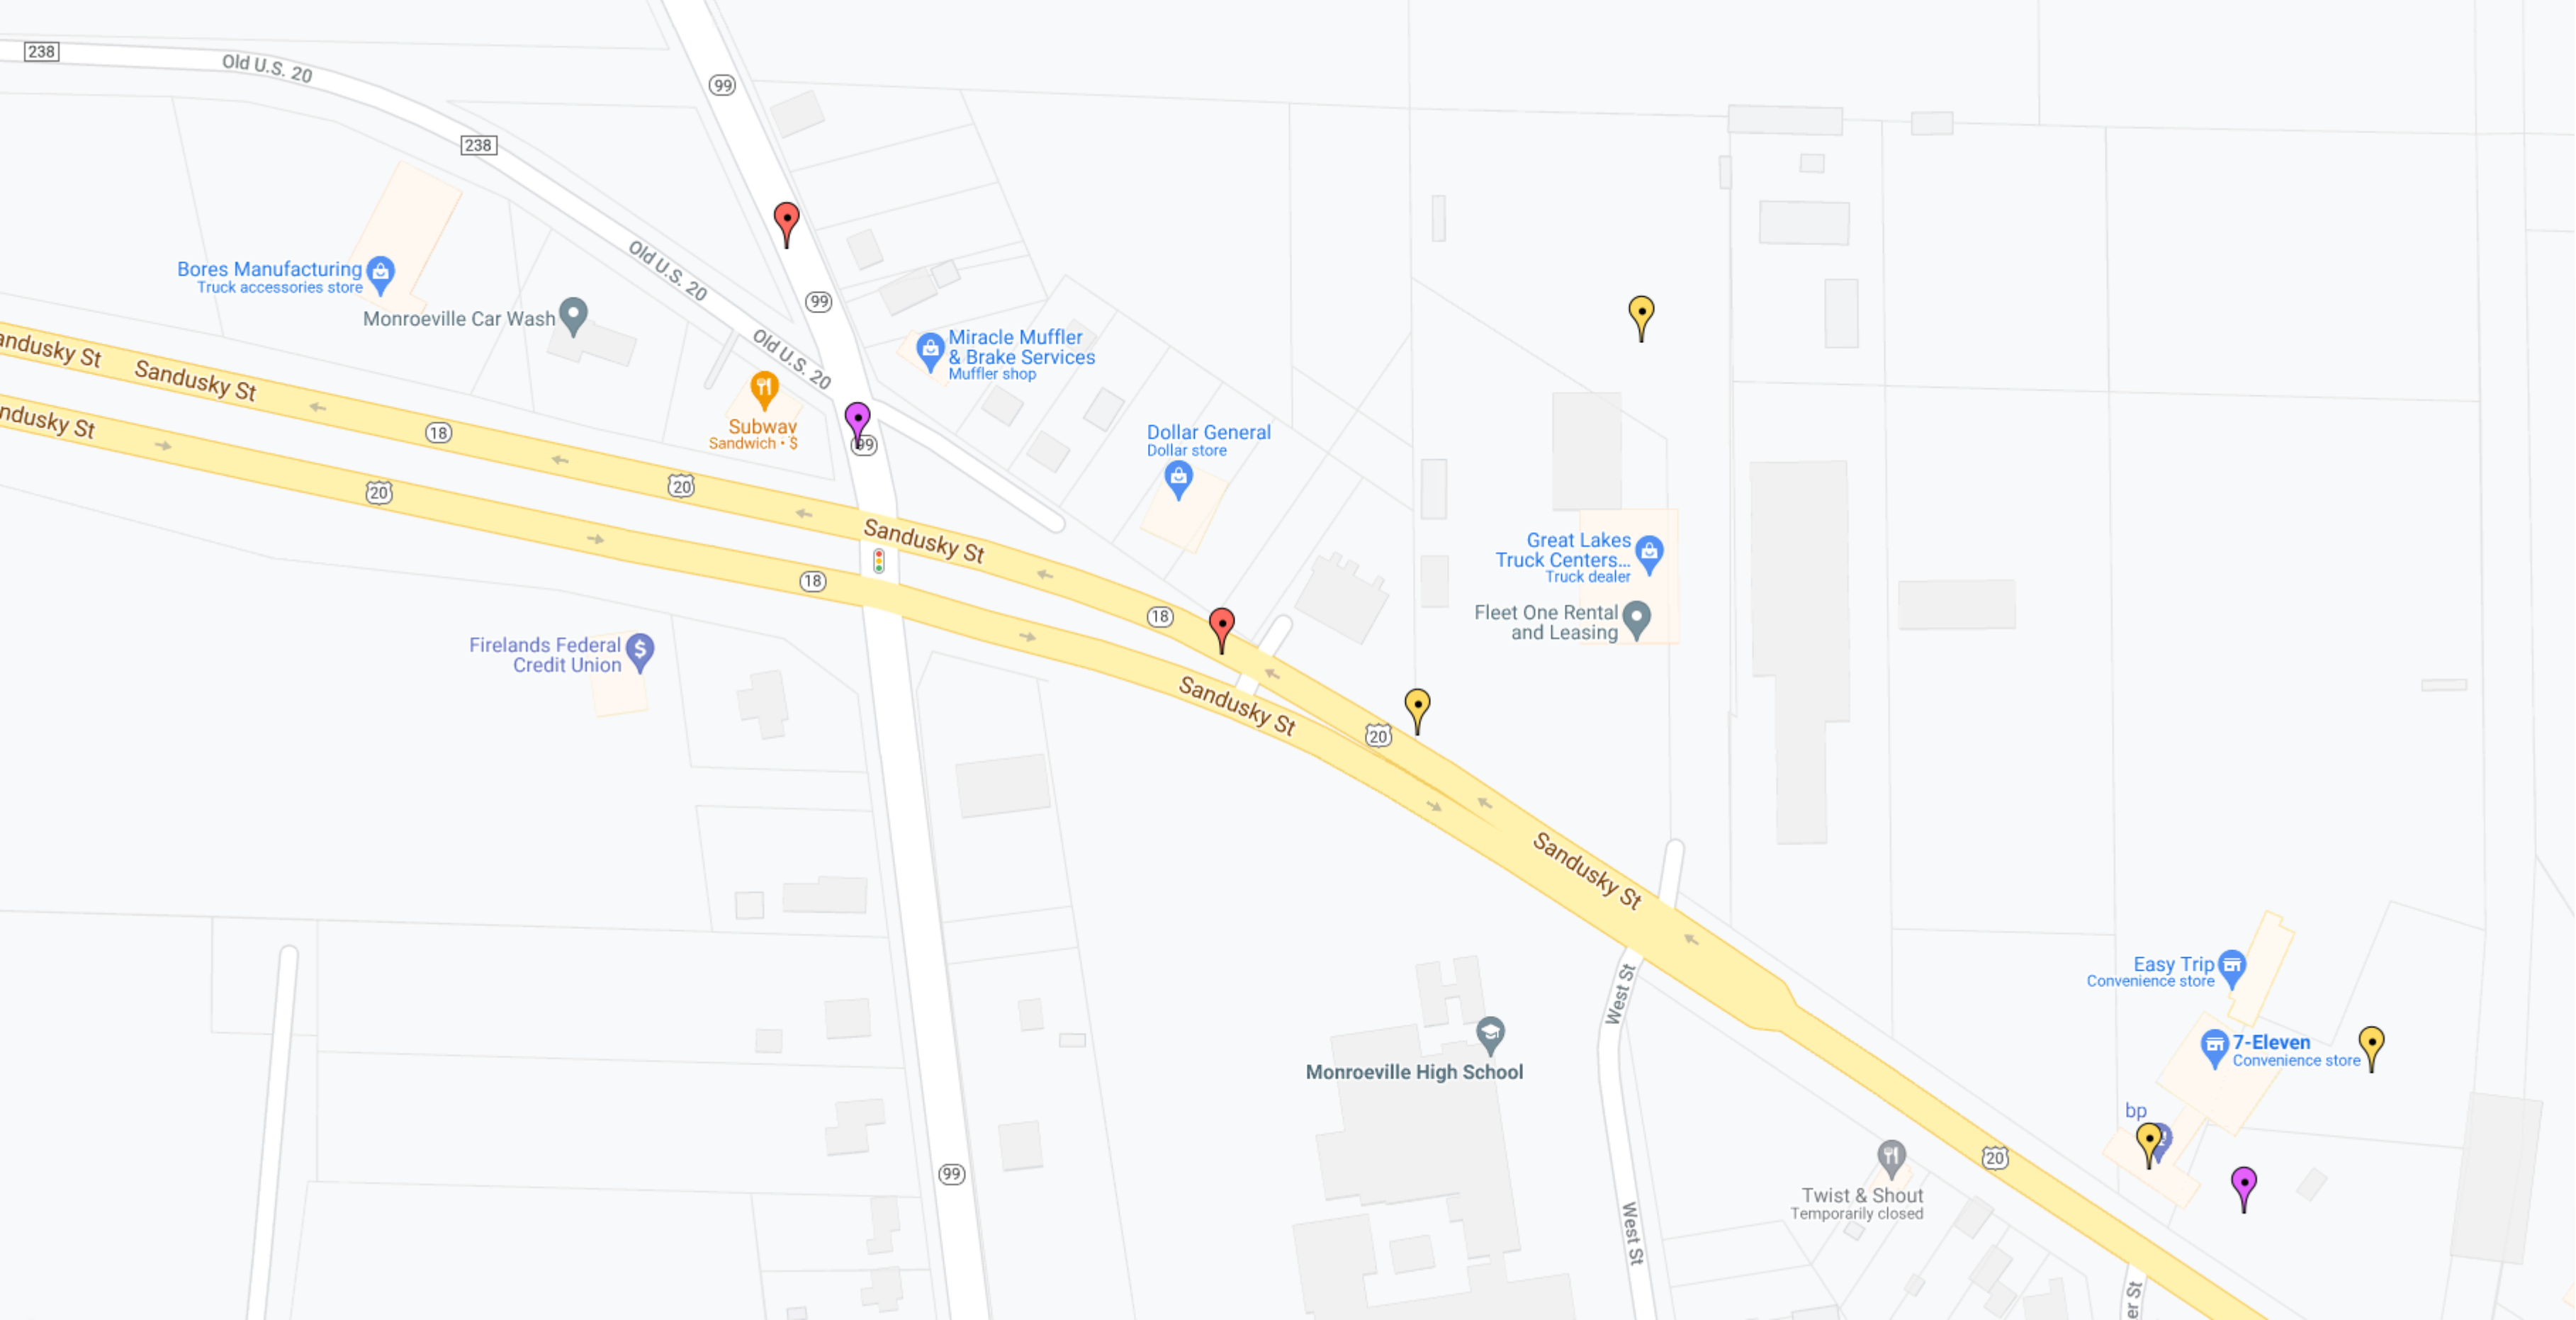 238
Old U.S. 20
99
238
Old U.S. 20
99
Bores Manufacturing
Truck accessories store
Monroeville Car Wash
Old U.S. 20
Miracle Muffler
& Brake Services
Muffler shop
andusky St
Sandusky St
ndusky St
Subway
Sandwich • $
99
18
Dollar General
Dollar store
20
20
Sandusky St
18
18
Great Lakes
Truck Centers...
Truck dealer
Fleet One Rental
and Leasing
Firelands Federal
Credit Union
Sandusky St
20
Sandusky St
West St
Easy Trip
Convenience store
7-Eleven
Convenience store
Monroeville High School
bp
99
20
Twist & Shout
Temporarily closed
West St
er St